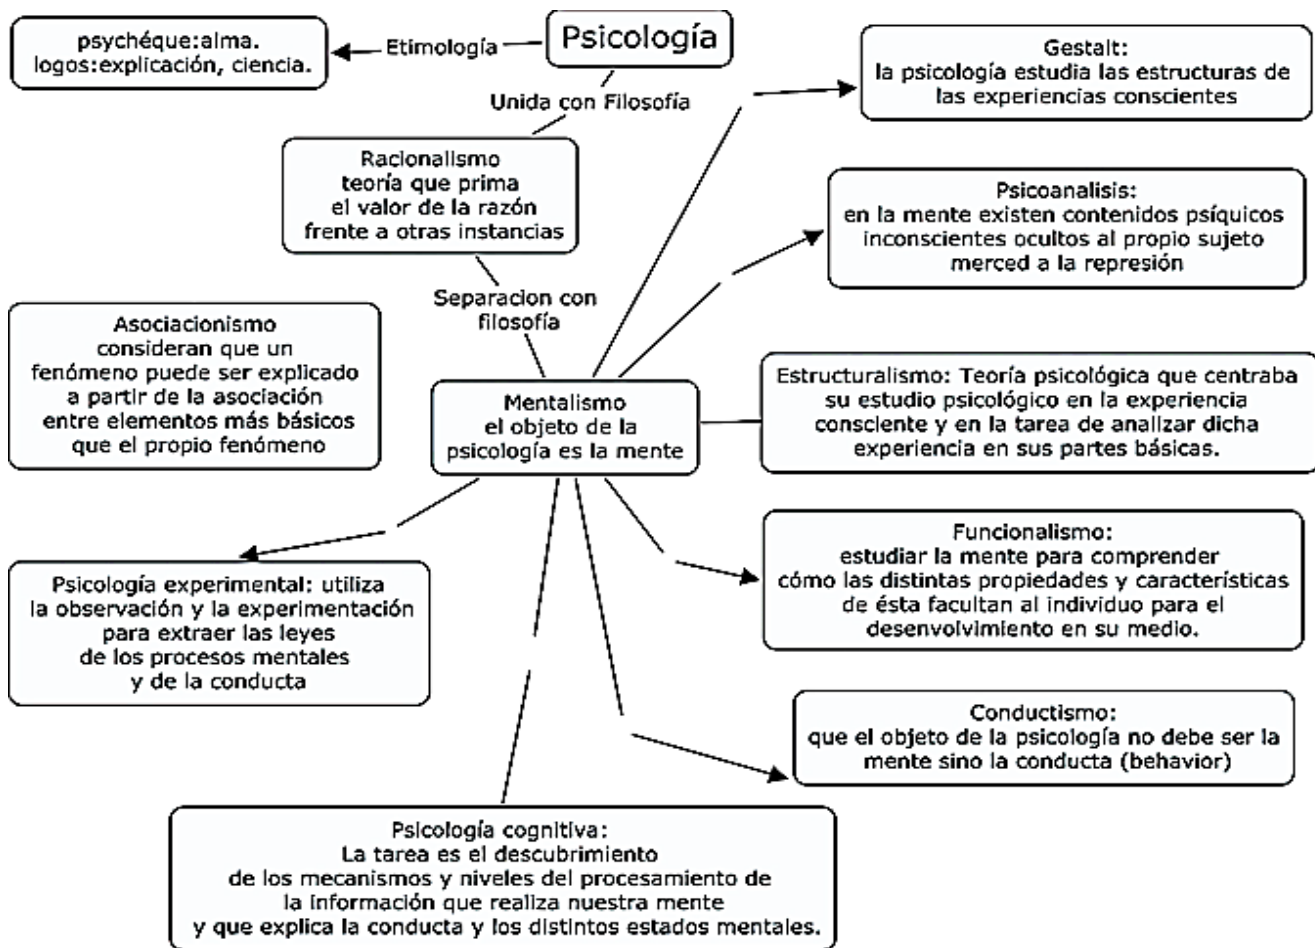 Psicología
Etimología
psychéque:alma.
logos:explicación, ciencia.
Unida con Filosofía
Racionalismo
teoría que prima
el valor de la razón
frente a otras instancias
Separacion con
filosofía
Mentalismo
el objeto de la
psicología es la mente
Asociacionismo
consideran que un
fenómeno puede ser explicado
a partir de la asociación
entre elementos más básicos
que el propio fenómeno
Gestalt:
la psicología estudia las estructuras de
las experiencias conscientes
Psicoanalisis:
en la mente existen contenidos psíquicos
inconscientes ocultos al propio sujeto
merced a la represión
Estructuralismo: Teoría psicológica que centraba
su estudio psicológico en la experiencia
consciente y en la tarea de analizar dicha
experiencia en sus partes básicas.
Funcionalismo:
estudiar la mente para comprender
cómo las distintas propiedades y características
de ésta facultan al individuo para el
desenvolvimiento en su medio.
Conductismo:
que el objeto de la psicología no debe ser la
mente sino la conducta (behavior)
Psicología experimental: utiliza
la observación y la experimentación
para extraer las leyes
de los procesos mentales
y de la conducta
Psicología cognitiva:
La tarea es el descubrimiento
de los mecanismos y niveles del procesamiento de
la información que realiza nuestra mente
y que explica la conducta y los distintos estados mentales.